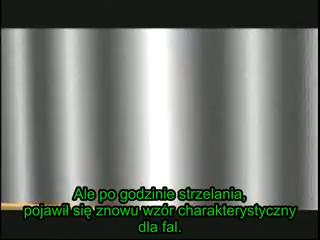 Ale po godzinie strzelania,
pojawił się znowu wzór charakterystyczny
dla fal.